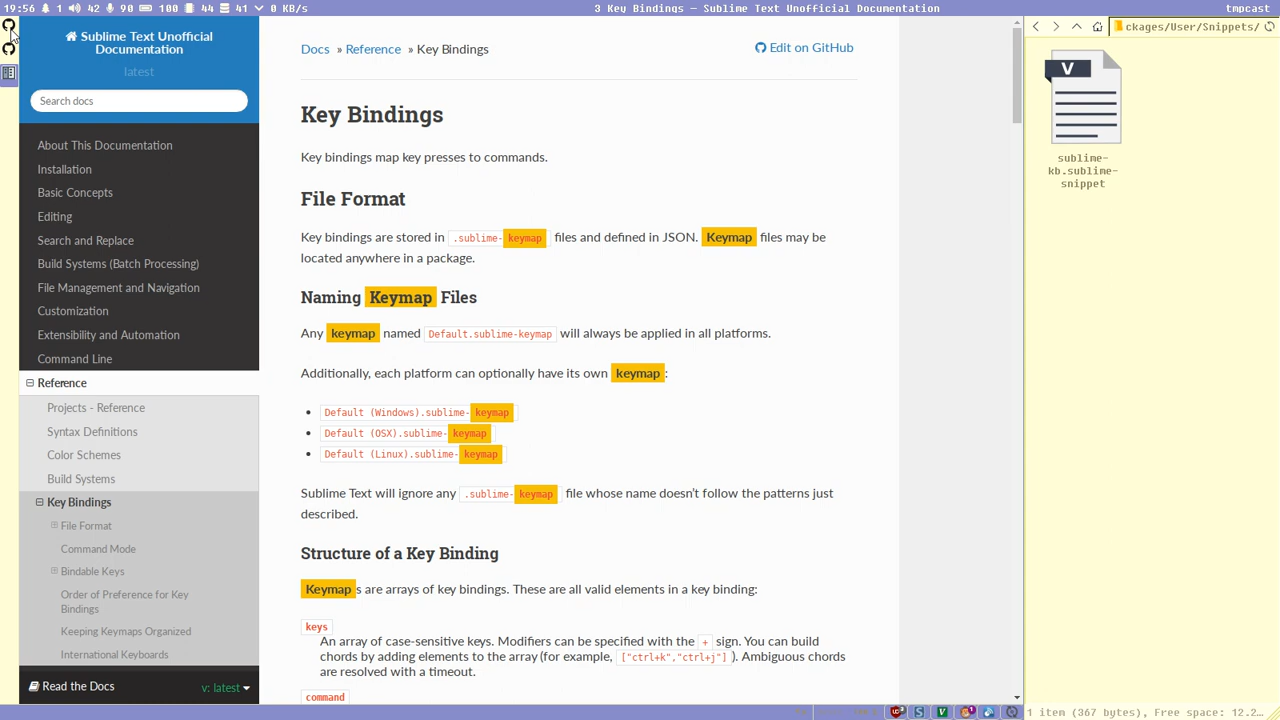 19:56 1 42 90 100 44 41 0 KB/s
3 Key Bindings — Sublime Text Unofficial Documentation
tmpcast
Sublime Text Unofficial
Documentation
latest
Search docs
About This Documentation
Installation
Basic Concepts
Editing
Search and Replace
Build Systems (Batch Processing)
File Management and Navigation
Customization
Extensibility and Automation
Command Line
Reference
Projects - Reference
Syntax Definitions
Color Schemes
Build Systems
Key Bindings
File Format
Command Mode
Bindable Keys
Order of Preference for Key
Bindings
Keeping Keymaps Organized
International Keyboards
Read the Docs v: latest
Docs » Reference » Key Bindings
Edit on GitHub
Key Bindings
Key bindings map key presses to commands.
File Format
Key bindings are stored in .sublime-keymap files and defined in JSON. Keymap files may be
located anywhere in a package.
Naming Keymap Files
Any keymap named Default.sublime-keymap will always be applied in all platforms.
Additionally, each platform can optionally have its own keymap:
• Default (Windows).sublime-keymap
• Default (OSX).sublime-keymap
• Default (Linux).sublime-keymap
Sublime Text will ignore any .sublime-keymap file whose name doesn't follow the patterns just
described.
Structure of a Key Binding
Keymaps are arrays of key bindings. These are all valid elements in a key binding:
keys
An array of case-sensitive keys. Modifiers can be specified with the + sign. You can build
chords by adding elements to the array (for example, ["ctrl+k","ctrl+j"] ). Ambiguous chords
are resolved with a timeout.
command
ckages/User/Snippets/
V
sublime-
kb.sublime-
snippet
1 item (367 bytes), Free space: 12.2…